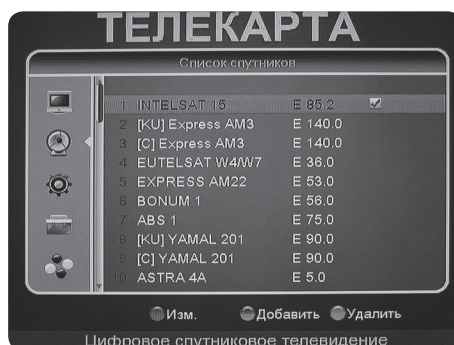 ТЕЛЕКАРТА
Список спутников
1 INTELSAT 15 E 85.2
2 [KU] Express AM3 E 140.0
3 [C] Express AM3 E 140.0
4 EUTELSAT W4/W7 E 36.0
5 EXPRESS AM22 E 53.0
6 BONUM 1 E 56.0
7 ABS 1 E 75.0
8 [KU] YAMAL 201 E 90.0
9 [C] YAMAL 201 E 90.0
10 ASTRA 4A E 5.0
Изм. Добавить Удалить
Цифровое спутниковое телевидение